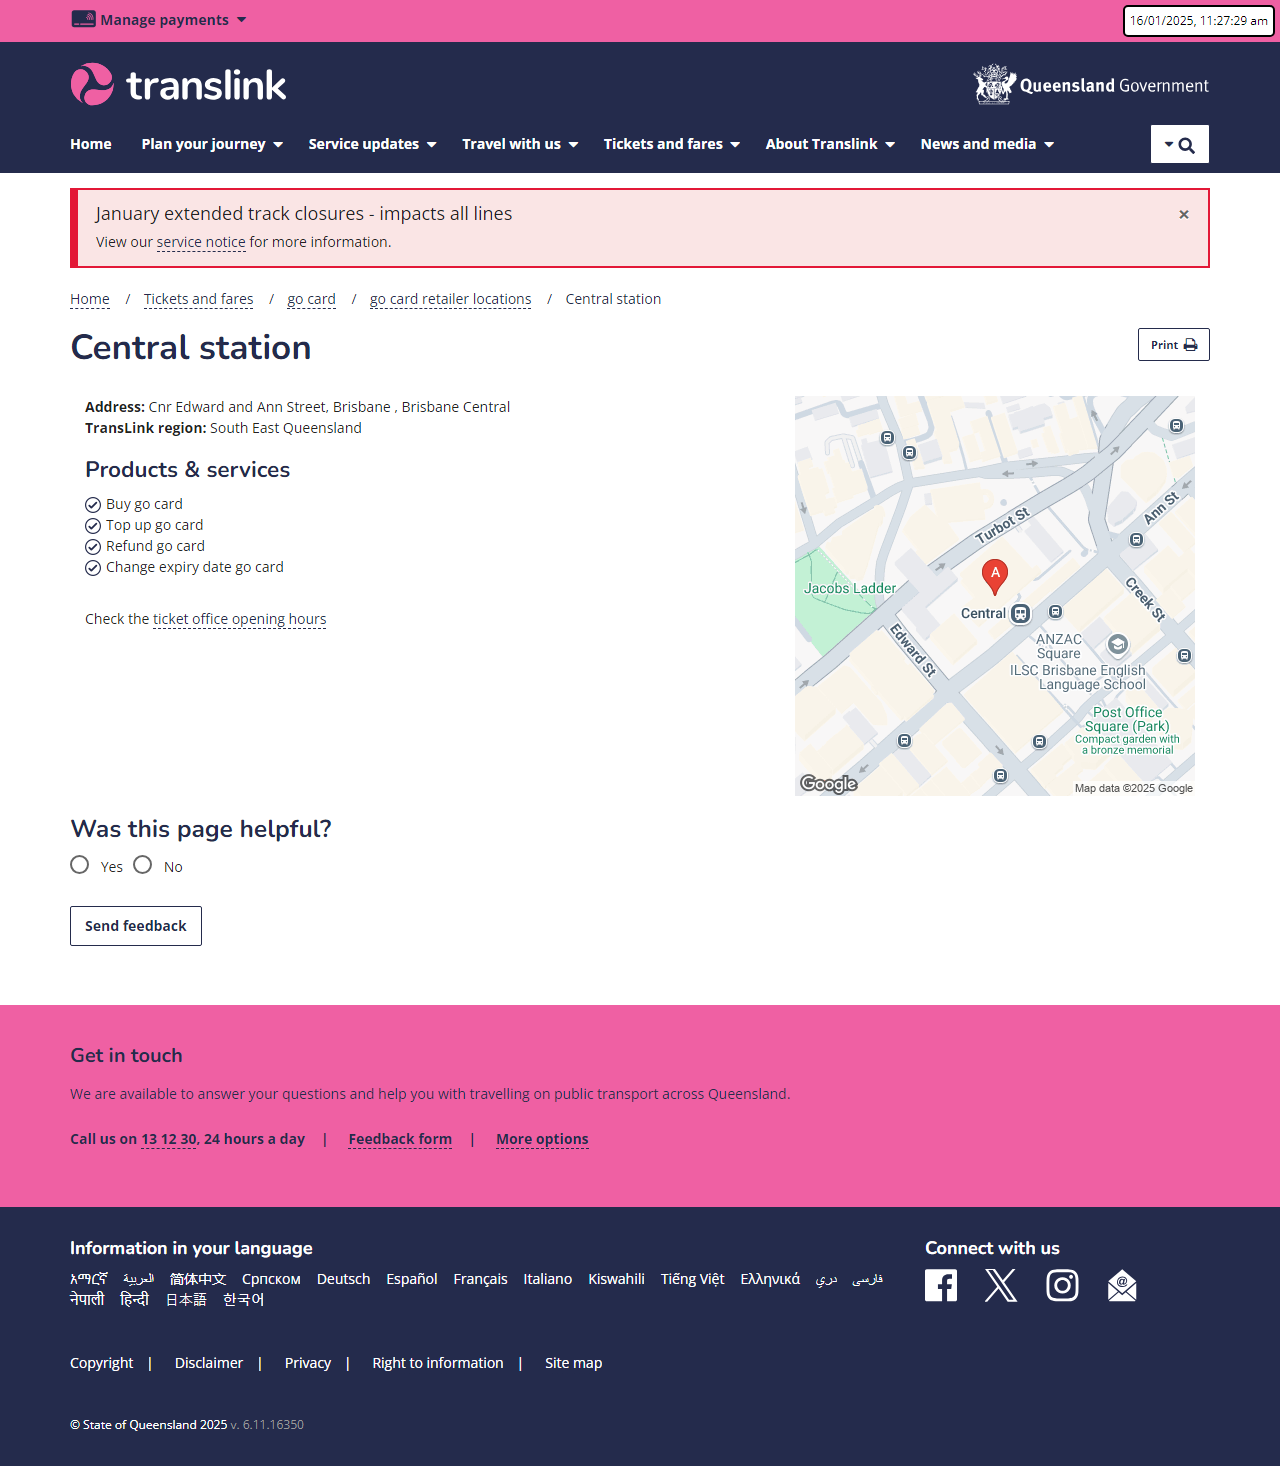 Manage payments
16/01/2025, 11:27:29 am
translink
Queensland Government
Home Plan your journey Service updates Travel with us Tickets and fares About Translink News and media
January extended track closures - impacts all lines ×
View our service notice for more information.
Home / Tickets and fares / go card / go card retailer locations / Central station
Central station
Print
Address: Cnr Edward and Ann Street, Brisbane , Brisbane Central
TransLink region: South East Queensland
Products & services
Buy go card
Top up go card
Refund go card
Change expiry date go card
Check the ticket office opening hours
Turbot St
Ann St
A
Jacobs Ladder
Creek St
Central
Edward St
ANZAC
Square
ILSC Brisbane English
Language School
Post Office
Square (Park)
Compact garden with
a bronze memorial
Google
Map data ©2025 Google
Was this page helpful?
Yes No
Send feedback
Get in touch
We are available to answer your questions and help you with travelling on public transport across Queensland.
Call us on 13 12 30, 24 hours a day | Feedback form | More options
Information in your language
አማርኛ العربية 简体中文 Српском Deutsch Español Français Italiano Kiswahili Tiếng Việt Ελληνικά دري فارسی
नेपाली हिन्दी 日本語 한국어
Connect with us
Copyright | Disclaimer | Privacy | Right to information | Site map
© State of Queensland 2025 v. 6.11.16350